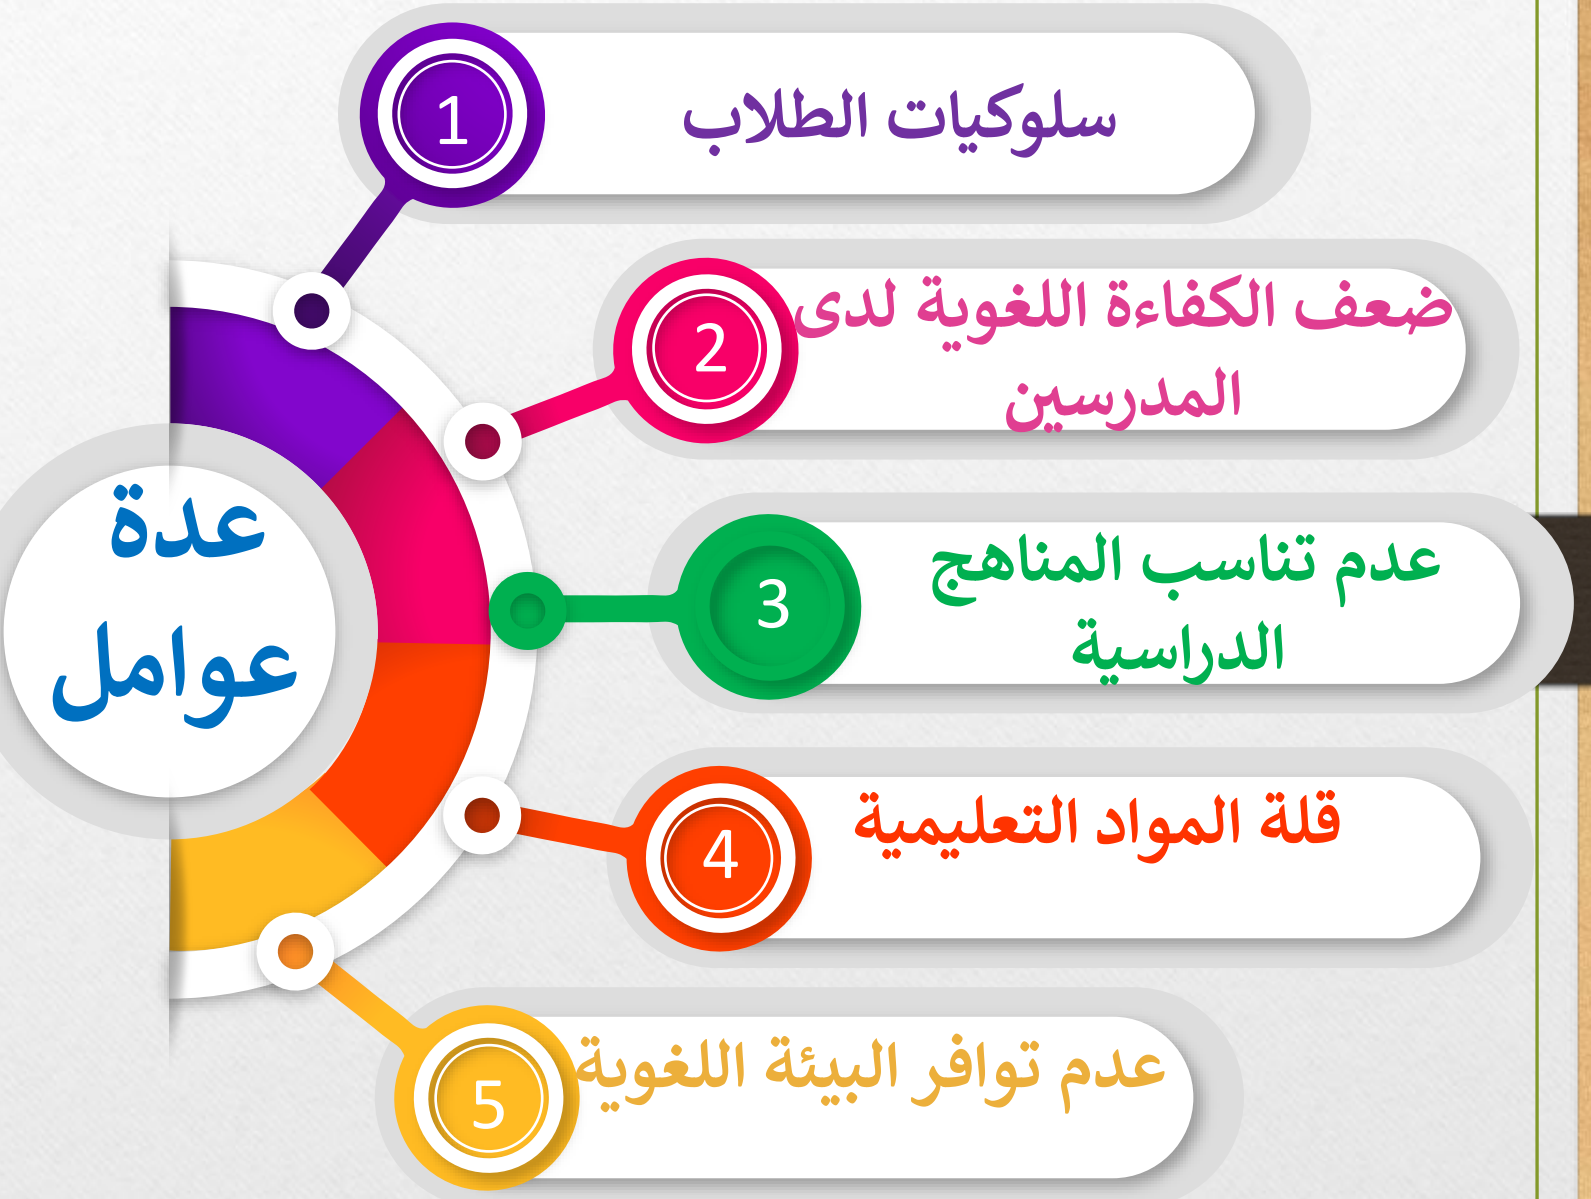 عدة
عوامل
1
سلوكيات الطلاب
2
ضعف الكفاءة اللغوية لدى
المدرسين
3
عدم تناسب المناهج
الدراسية
4
قلة المواد التعليمية
5
عدم توافر البيئة اللغوية